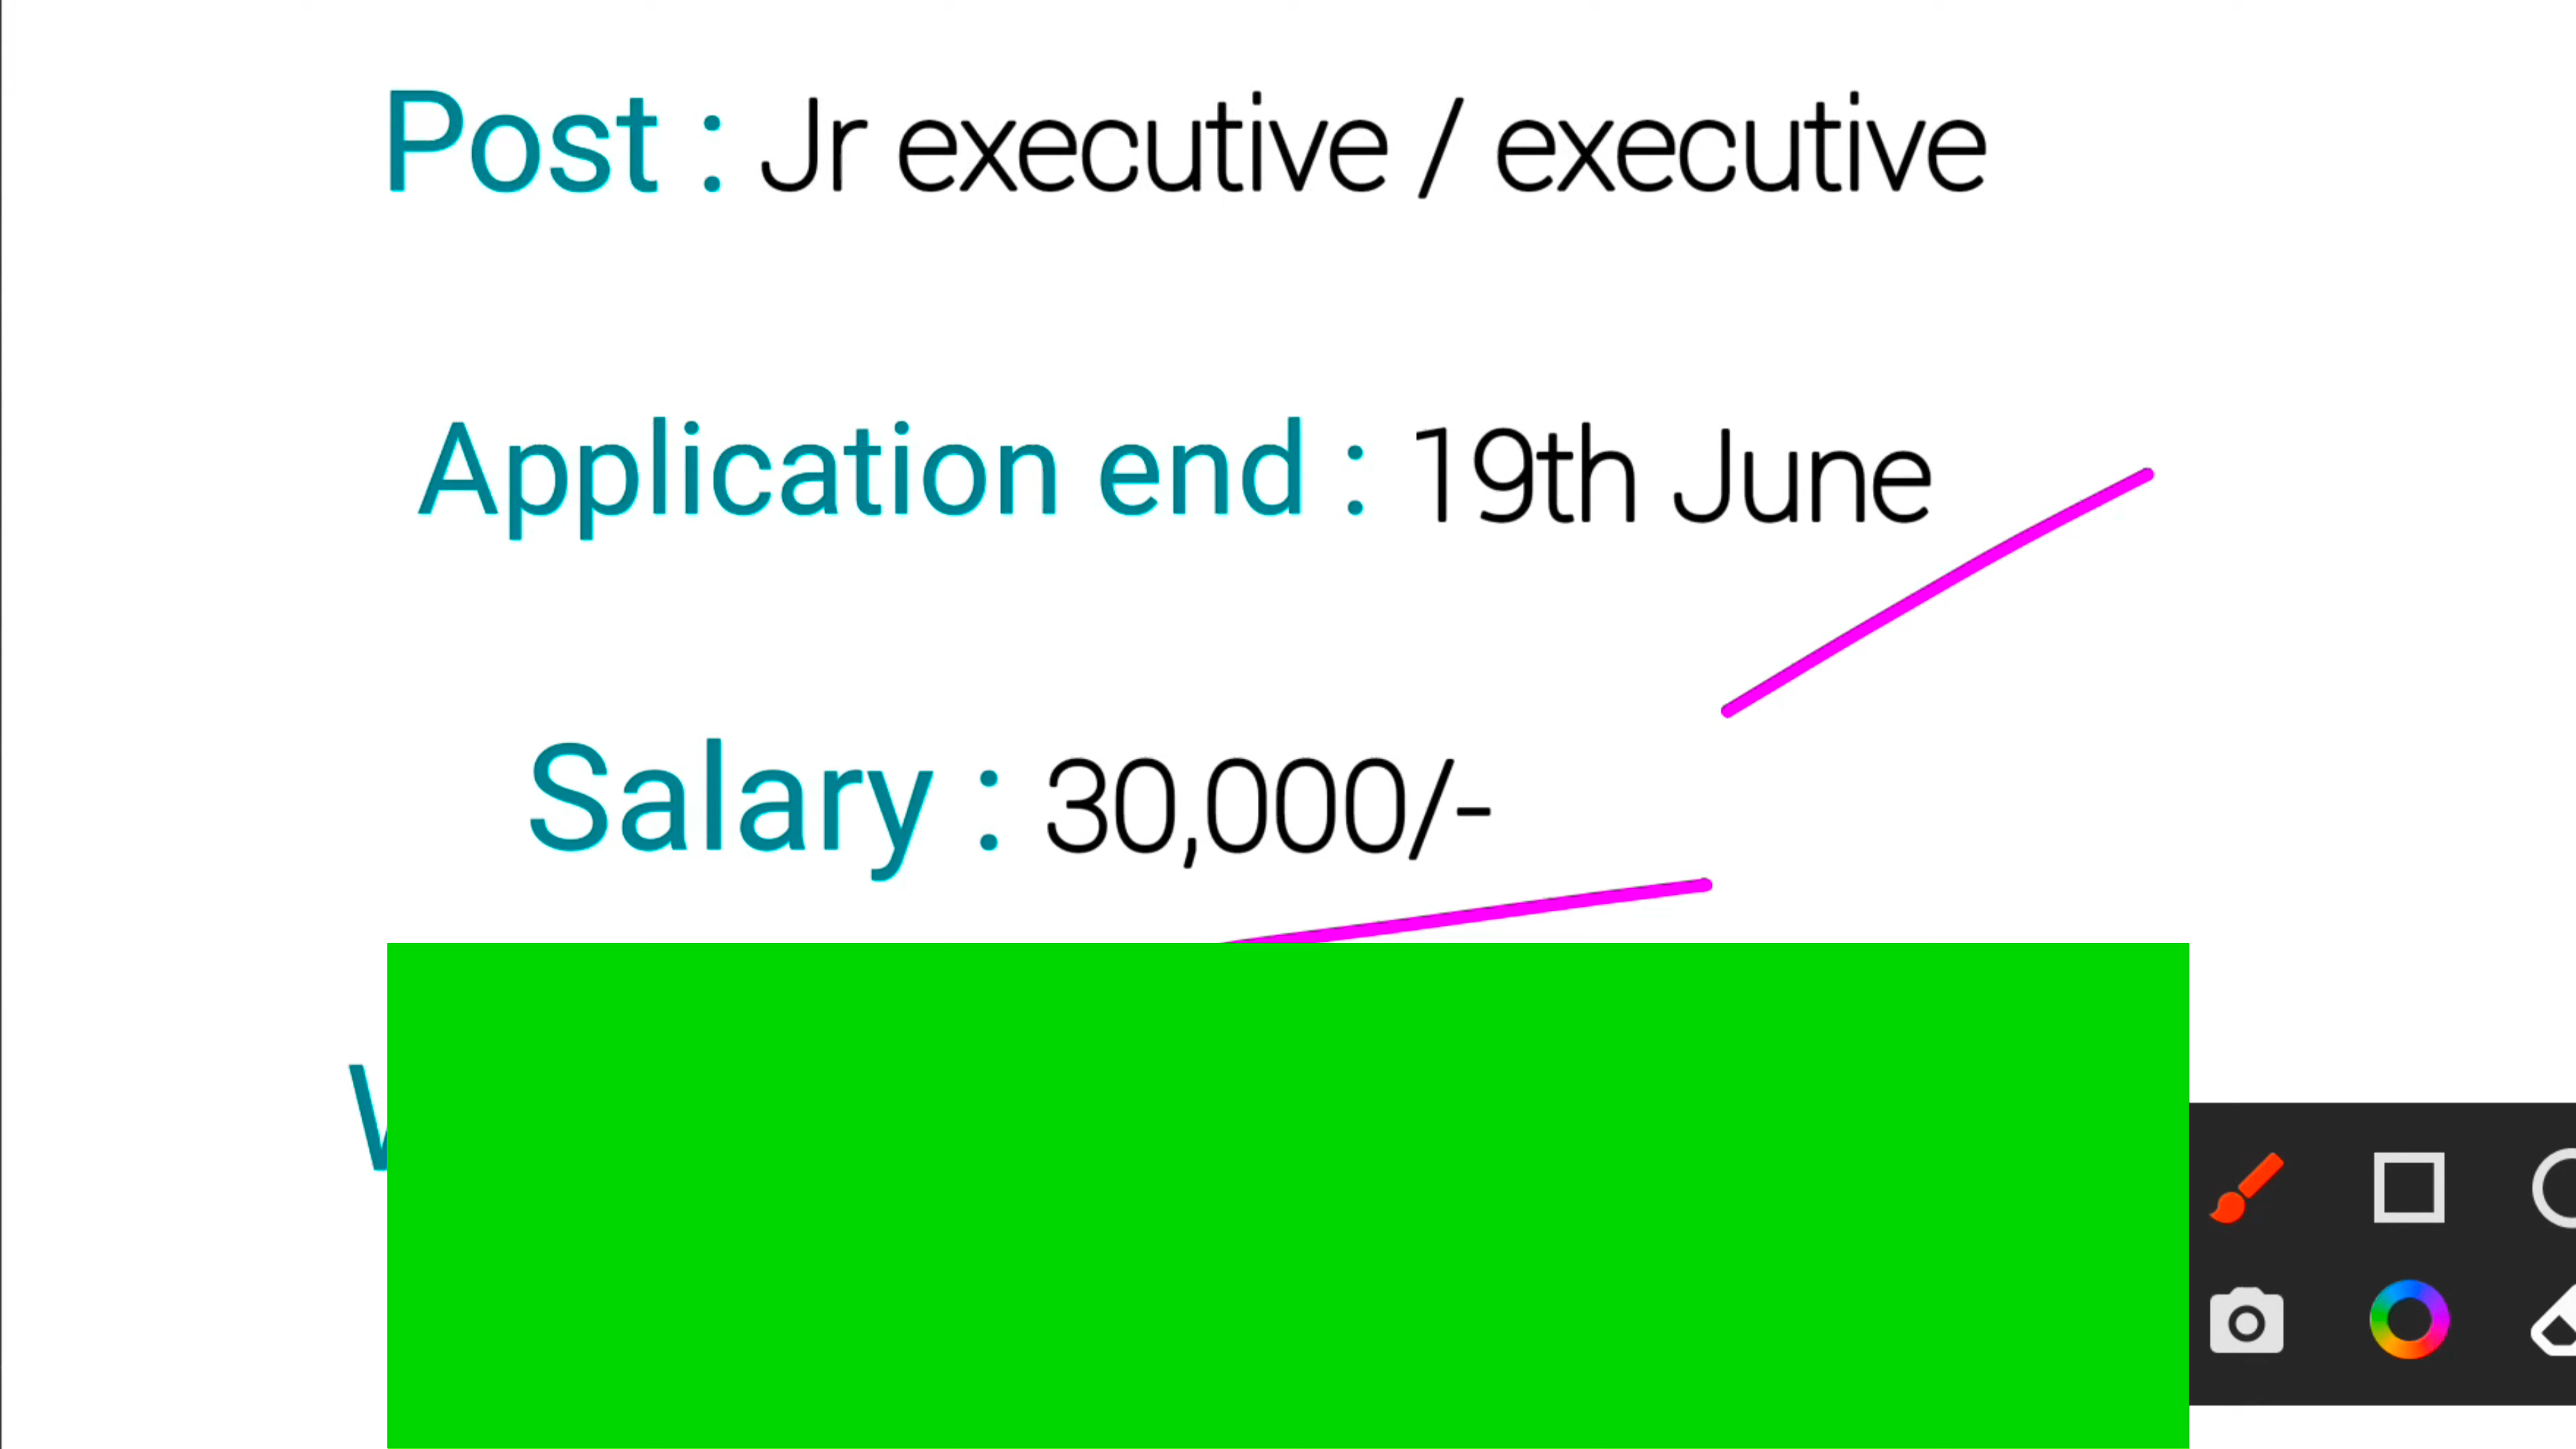 Post : Jr executive / executive
Application end : 19th June
Salary : 30,000/-